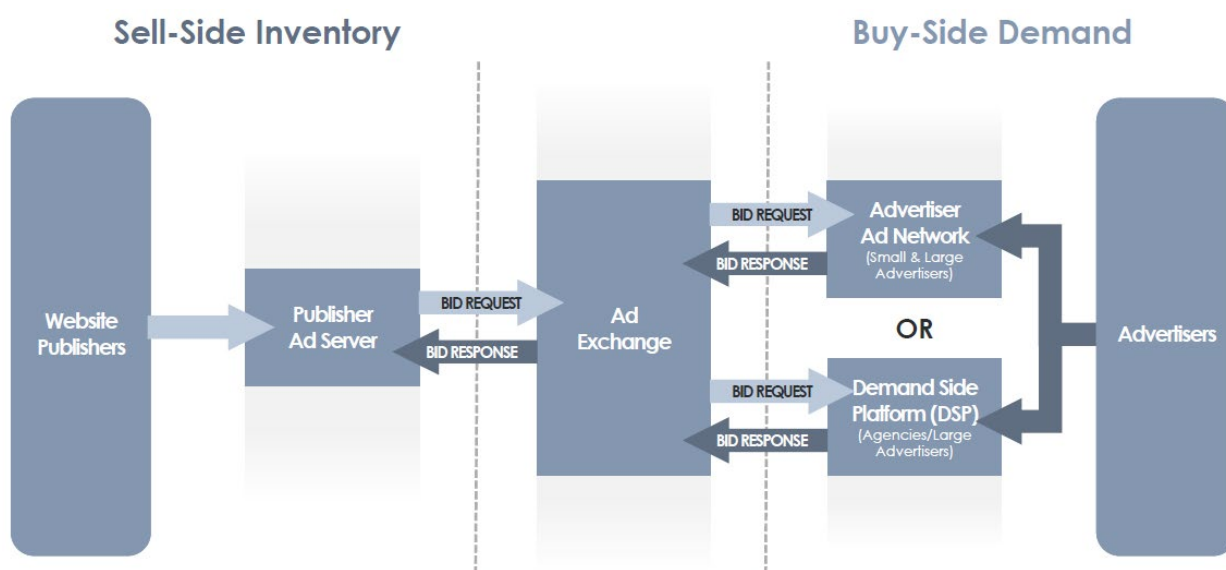 Sell-Side Inventory
Buy-Side Demand
Website
Publishers
Publisher
Ad Server
BID REQUEST
BID RESPONSE
Ad
Exchange
BID REQUEST
BID RESPONSE
BID REQUEST
BID RESPONSE
Advertiser
Ad Network
(Small & Large
Advertisers)
OR
Demand Side
Platform (DSP)
(Agencies/Large
Advertisers)
Advertisers